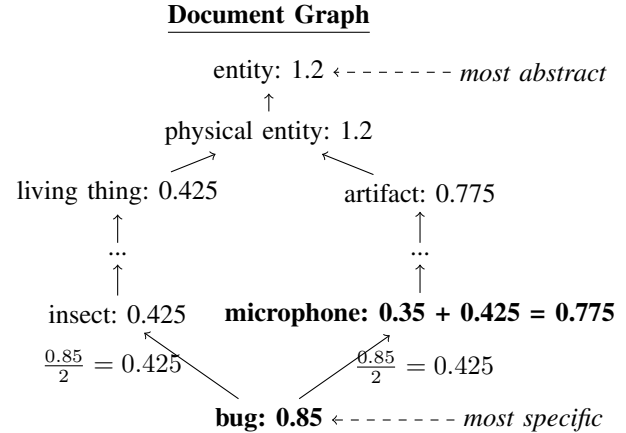 Document Graph
entity: 1.2 most abstract
physical entity: 1.2
living thing: 0.425 artifact: 0.775
... ...
insect: 0.425 microphone: 0.35 + 0.425 = 0.775
0.85/2 = 0.425 0.85/2 = 0.425
bug: 0.85 most specific